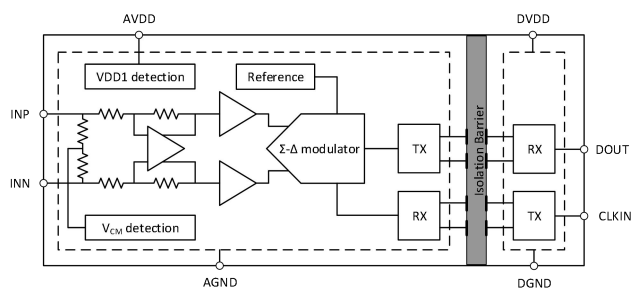 AVDD
DVDD
VDD1 detection
Reference
INP
Σ-Δ modulator
TX
Isolation Barrier
RX
DOUT
INN
VCM detection
RX
TX
CLKIN
AGND
DGND